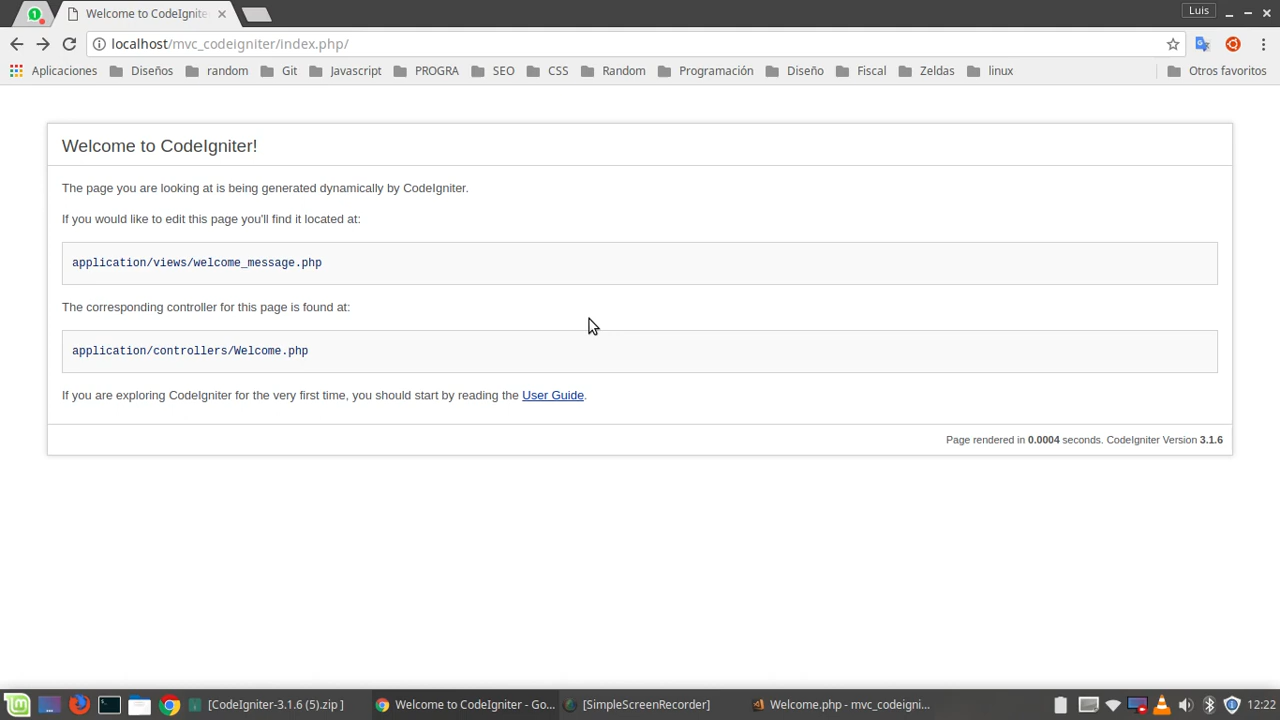 1
Welcome to CodeIgnite
Luis
localhost/mvc_codeigniter/index.php/
Aplicaciones Diseños random Git Javascript PROGRA SEO CSS Random Programación Diseño Fiscal Zeldas linux Otros favoritos
Welcome to CodeIgniter!
The page you are looking at is being generated dynamically by CodeIgniter.
If you would like to edit this page you'll find it located at:
application/views/welcome_message.php
The corresponding controller for this page is found at:
application/controllers/Welcome.php
If you are exploring CodeIgniter for the very first time, you should start by reading the User Guide.
Page rendered in 0.0004 seconds. CodeIgniter Version 3.1.6
[CodeIgniter-3.1.6 (5).zip ] Welcome to CodeIgniter - Go... [SimpleScreenRecorder] Welcome.php - mvc_codeigni... 12:22